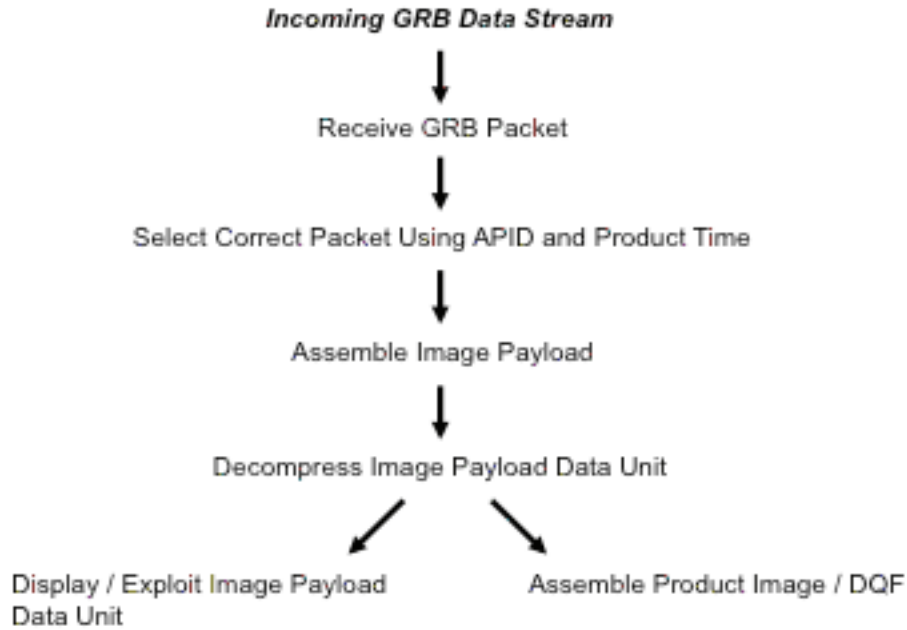 Incoming GRB Data Stream
Receive GRB Packet
Select Correct Packet Using APID and Product Time
Assemble Image Payload
Decompress Image Payload Data Unit
Display / Exploit Image Payload
Data Unit
Assemble Product Image / DQF